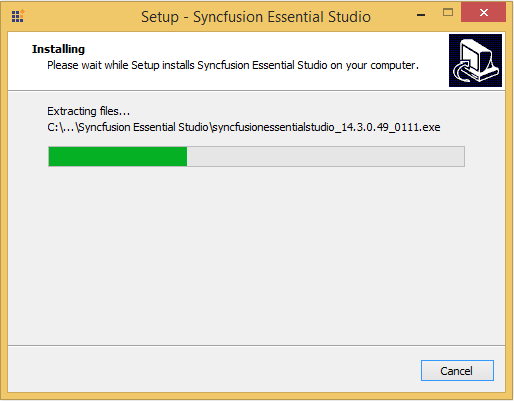 Setup - Syncfusion Essential Studio
Installing
Please wait while Setup installs Syncfusion Essential Studio on your computer.
Extracting files...
C:\...\Syncfusion Essential Studio\syncfusionessentialstudio_14.3.0.49_0111.exe
Cancel